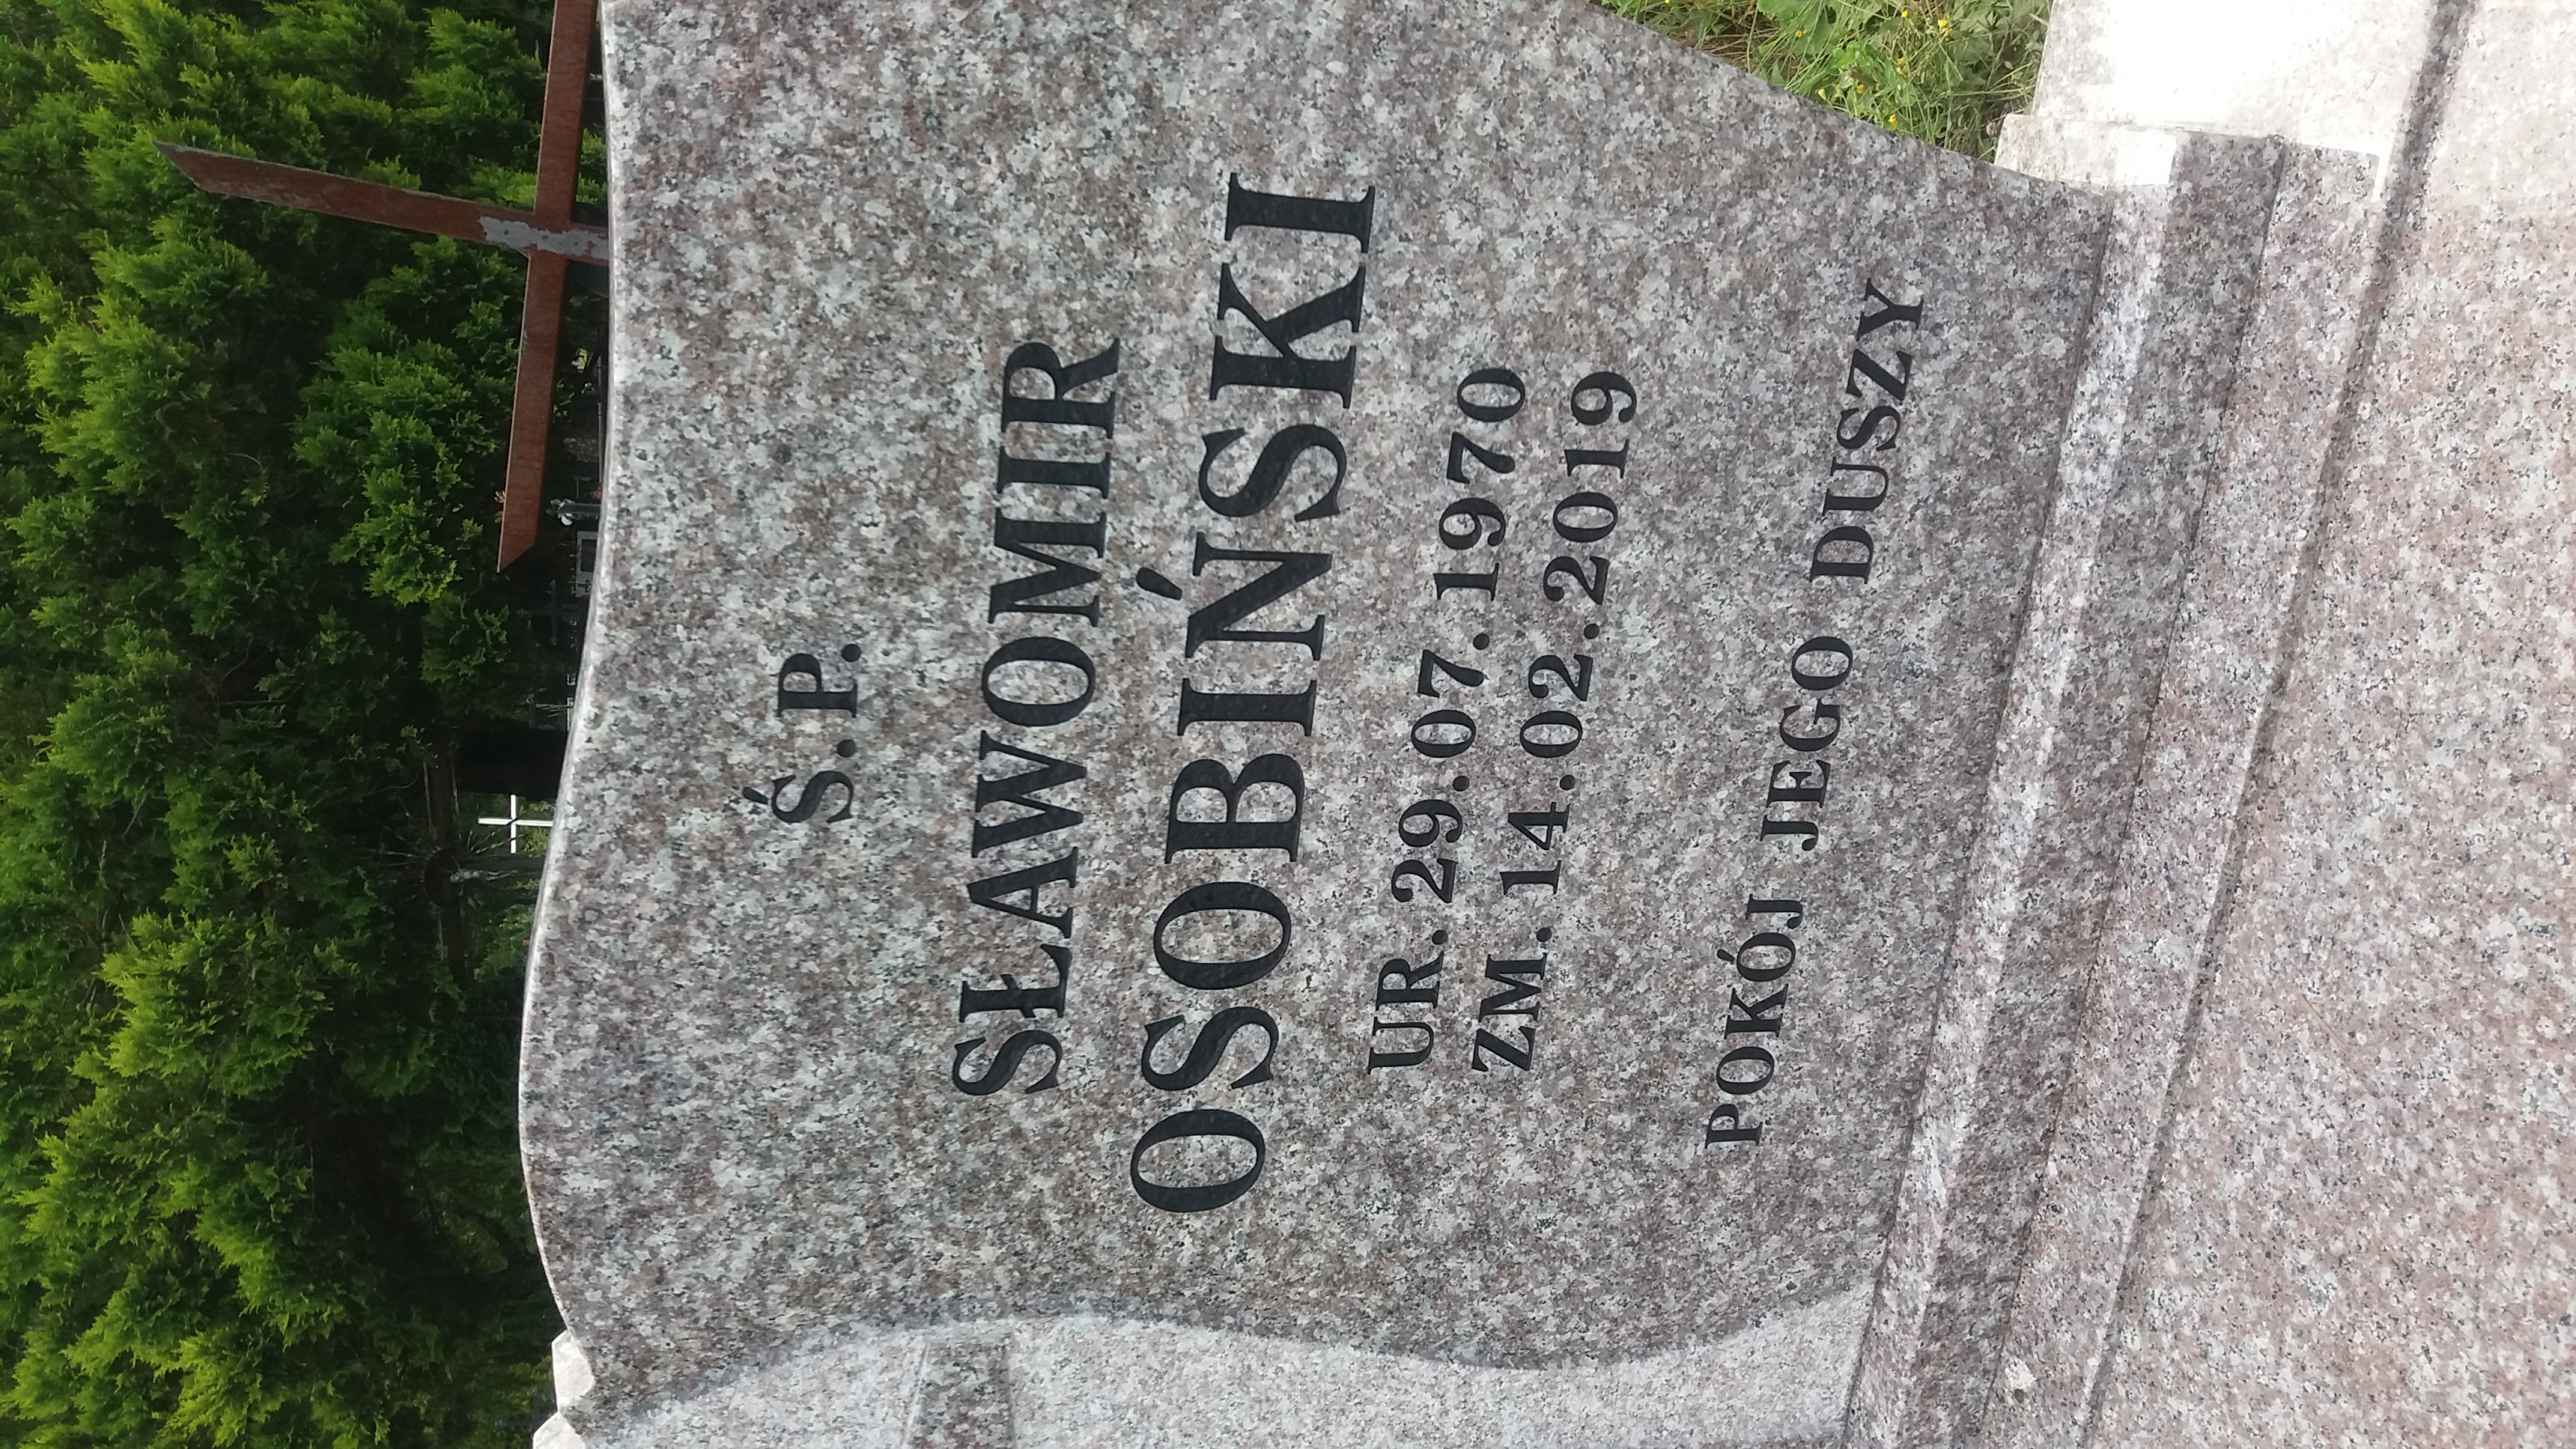 Ś.P.
SŁAWOMIR
OSOBIŃSKI
UR. 29.07.1970
ZM. 14.02.2019
POKÓJ JEGO DUSZY